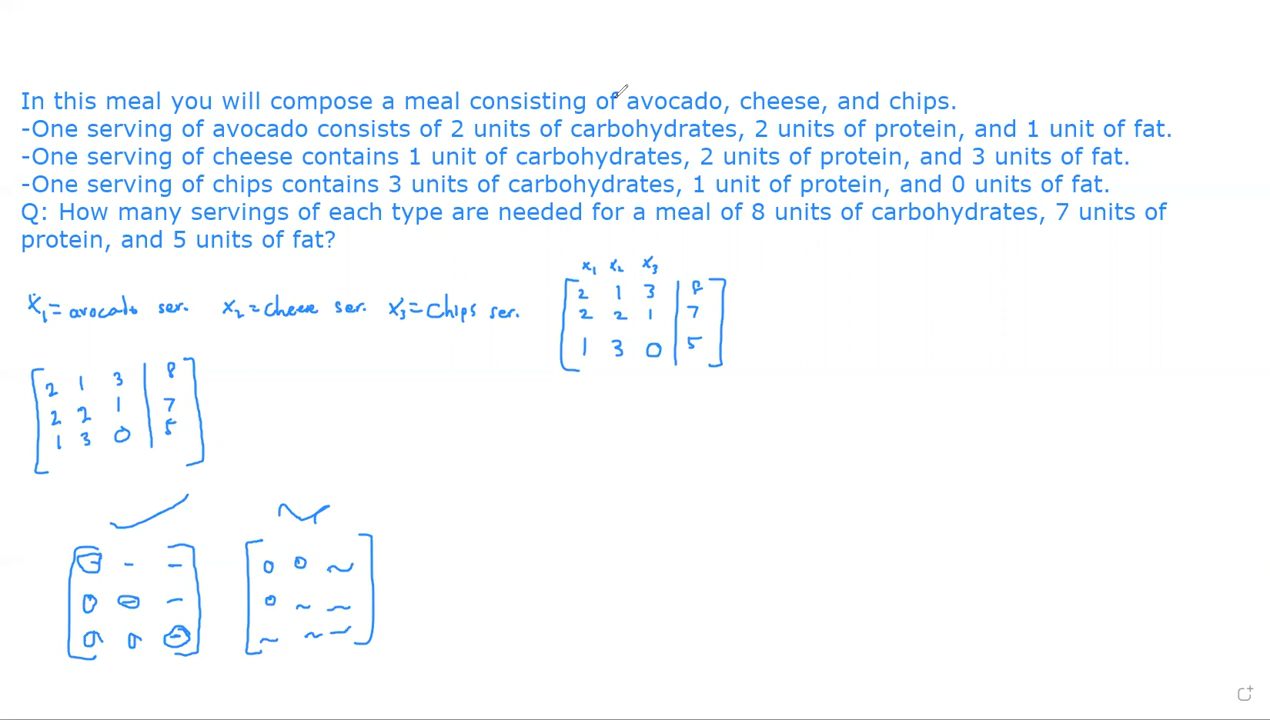 In this meal you will compose a meal consisting of avocado, cheese, and chips.
-One serving of avocado consists of 2 units of carbohydrates, 2 units of protein, and 1 unit of fat.
-One serving of cheese contains 1 unit of carbohydrates, 2 units of protein, and 3 units of fat.
-One serving of chips contains 3 units of carbohydrates, 1 unit of protein, and 0 units of fat.
Q: How many servings of each type are needed for a meal of 8 units of carbohydrates, 7 units of
protein, and 5 units of fat?
x₁ x₂ x₃
2 1 3 | 8
2 2 1 | 7
1 3 0 | 5
x₁ = avocado ser. x₂ = cheese ser. x₃ = chips ser.
2 1 3 | 8
2 2 1 | 7
1 3 0 | 5
- - -
0 - -
0 0 -
0 0 ~
0 ~ ~
~ ~ ~